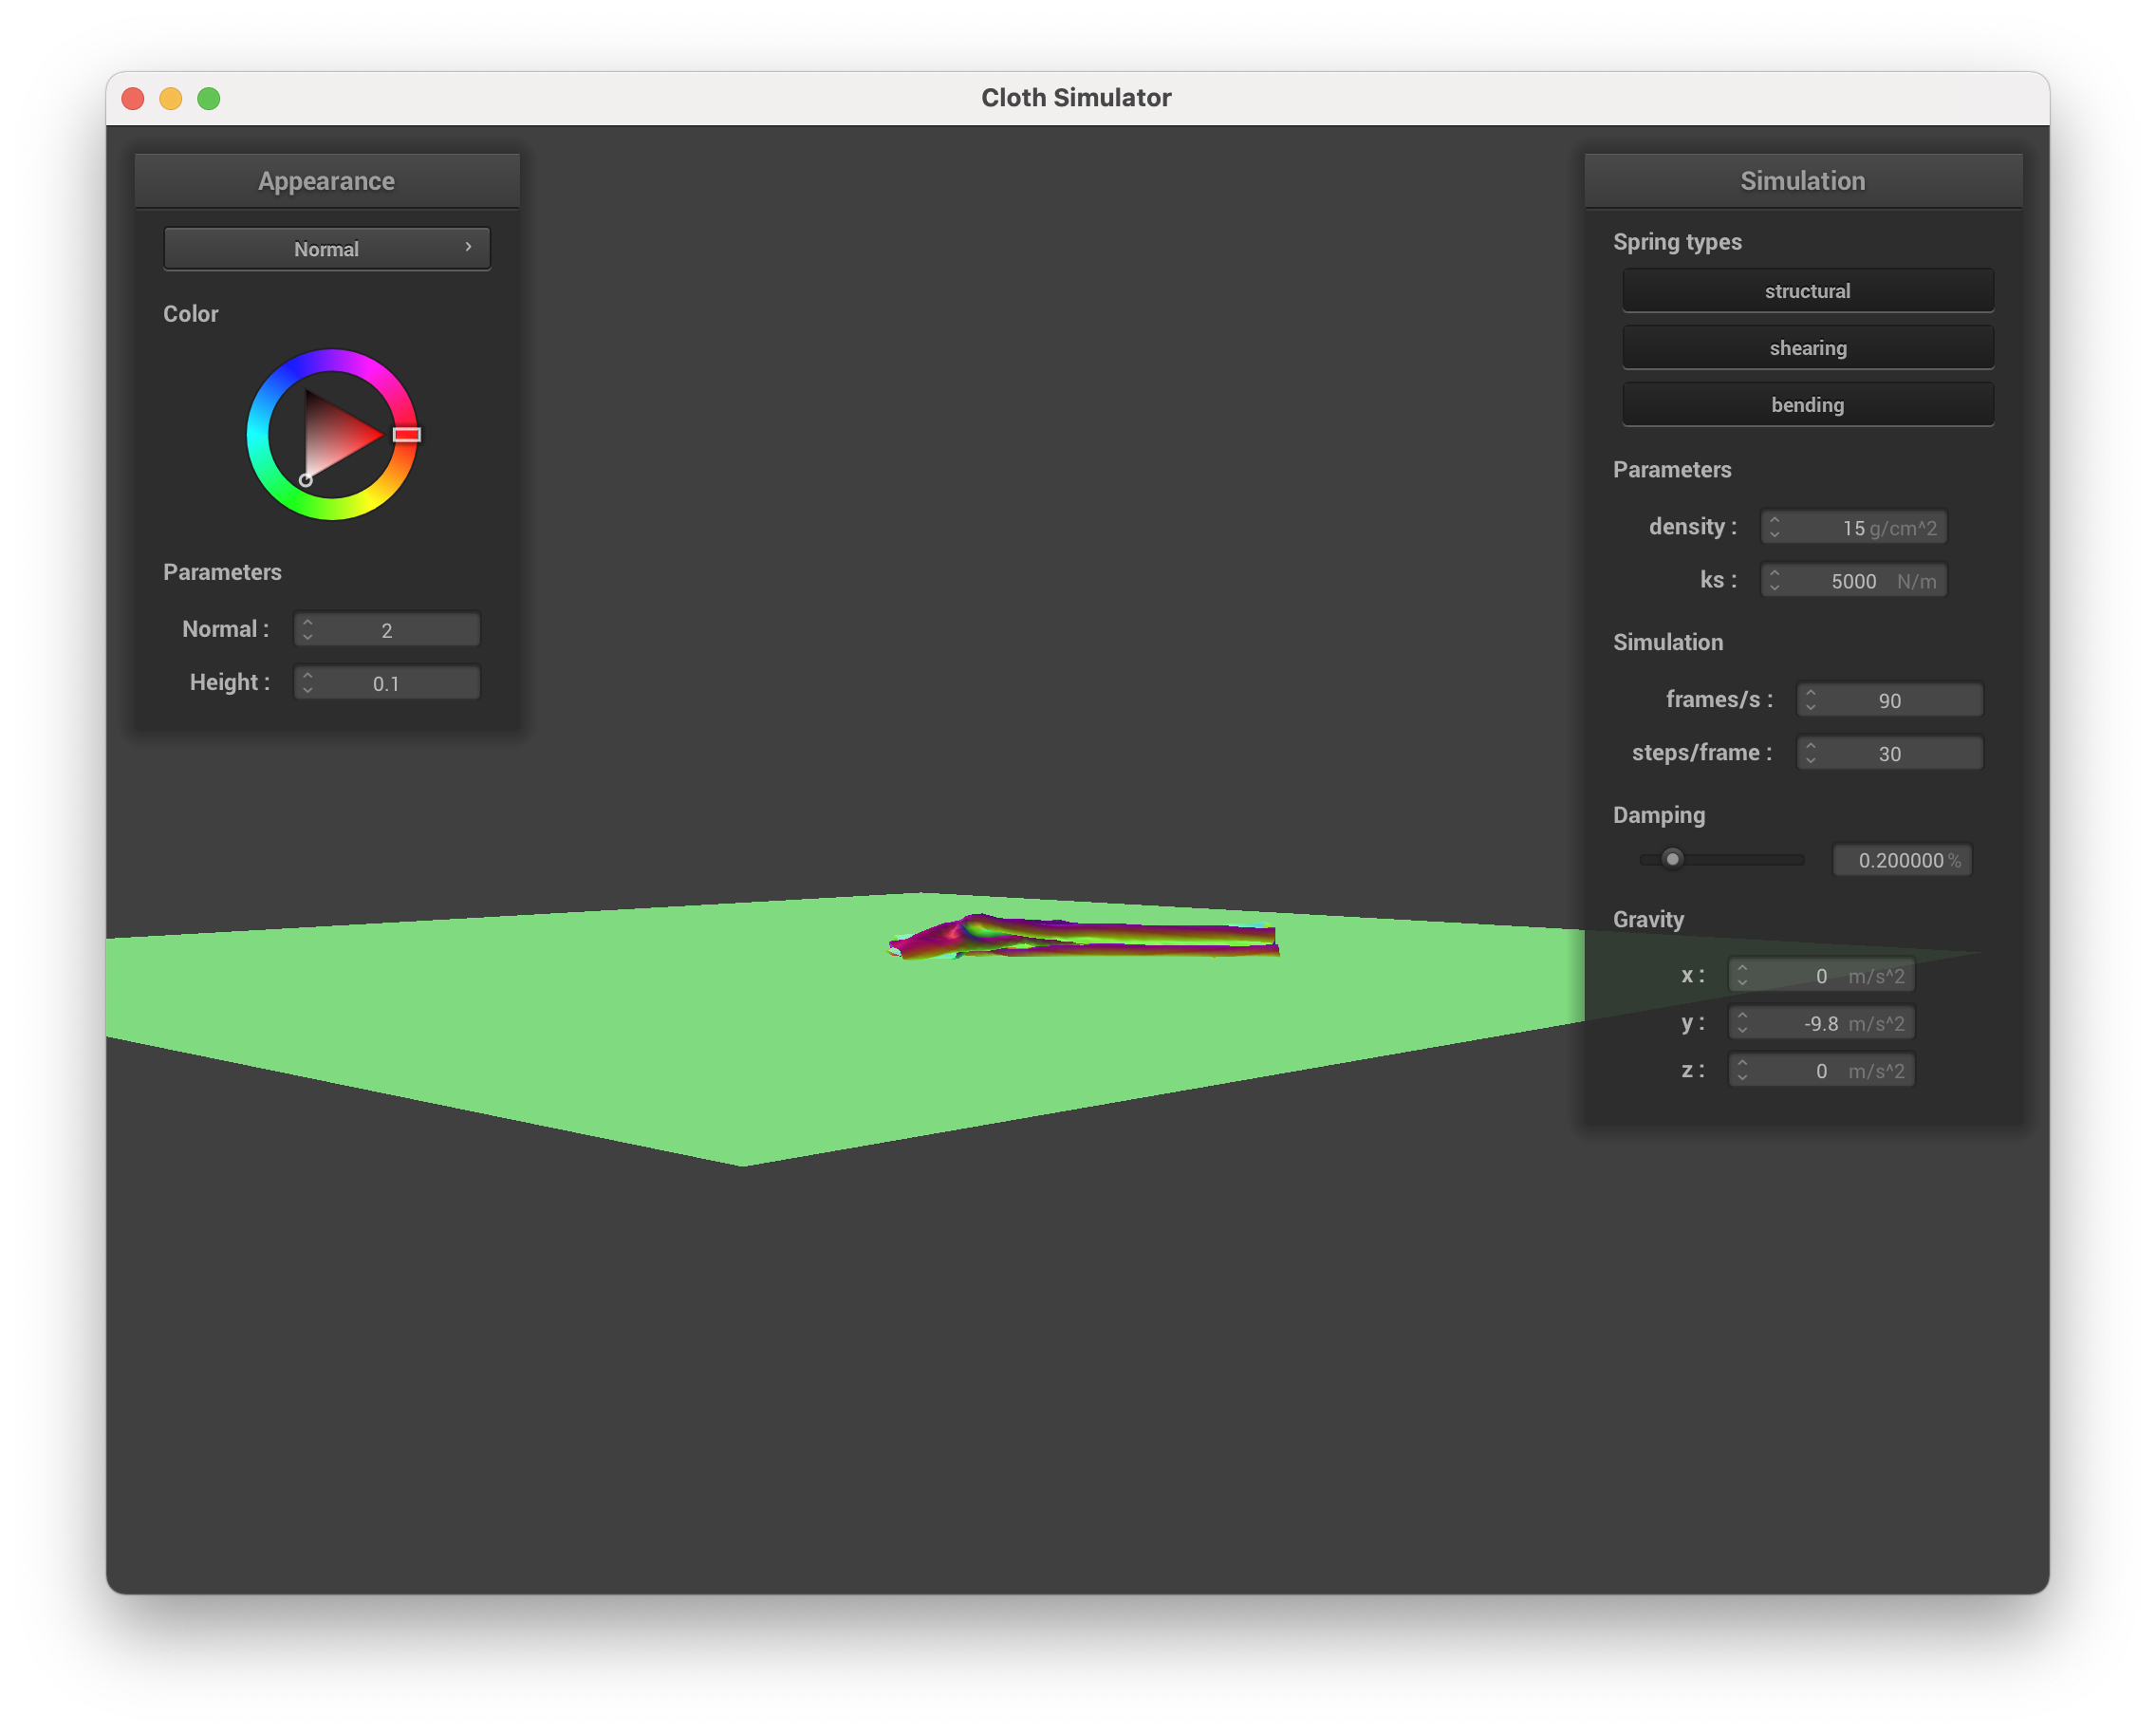 Cloth Simulator
Appearance
Normal
Color
Parameters
Normal : 2
Height : 0.1
Simulation
Spring types
structural
shearing
bending
Parameters
density : 15 g/cm^2
ks : 5000 N/m
Simulation
frames/s : 90
steps/frame : 30
Damping
0.200000 %
Gravity
x : 0 m/s^2
y : -9.8 m/s^2
z : 0 m/s^2